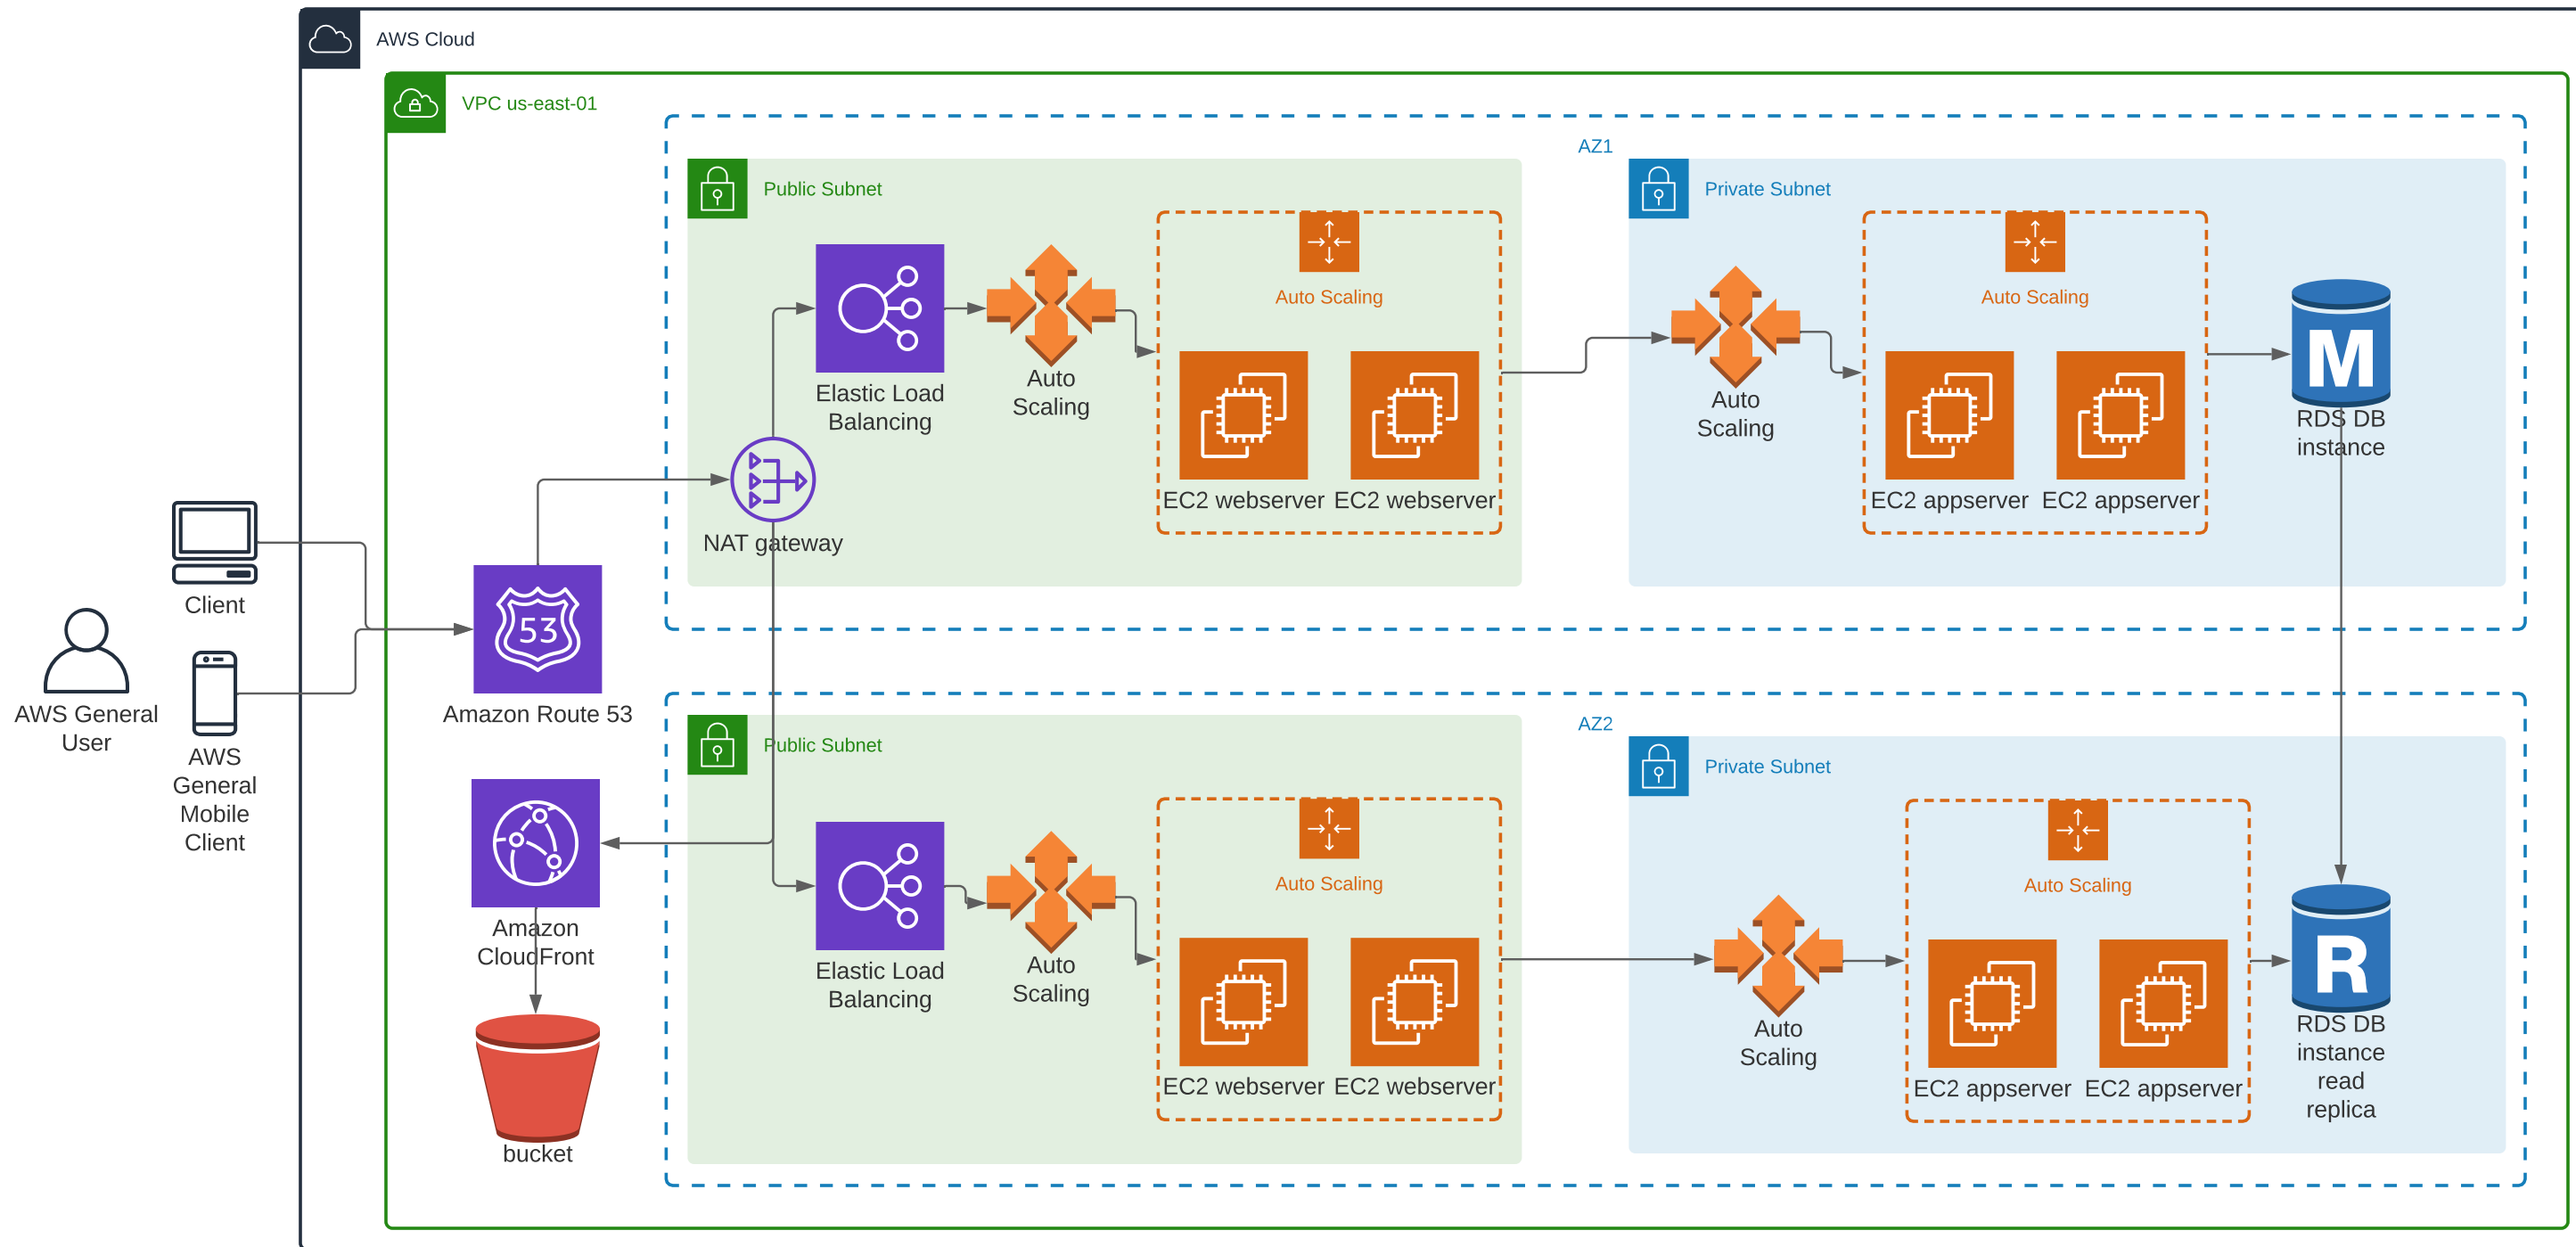 AWS Cloud
VPC us-east-01
AZ1
Public Subnet
Elastic Load
Balancing
Auto
Scaling
Auto Scaling
EC2 webserver
EC2 webserver
NAT gateway
Private Subnet
Auto
Scaling
Auto Scaling
EC2 appserver
EC2 appserver
M
RDS DB
instance
Client
AWS General
User
AWS
General
Mobile
Client
53
Amazon Route 53
Amazon
CloudFront
bucket
AZ2
Public Subnet
Elastic Load
Balancing
Auto
Scaling
Auto Scaling
EC2 webserver
EC2 webserver
Private Subnet
Auto
Scaling
Auto Scaling
EC2 appserver
EC2 appserver
R
RDS DB
instance
read
replica